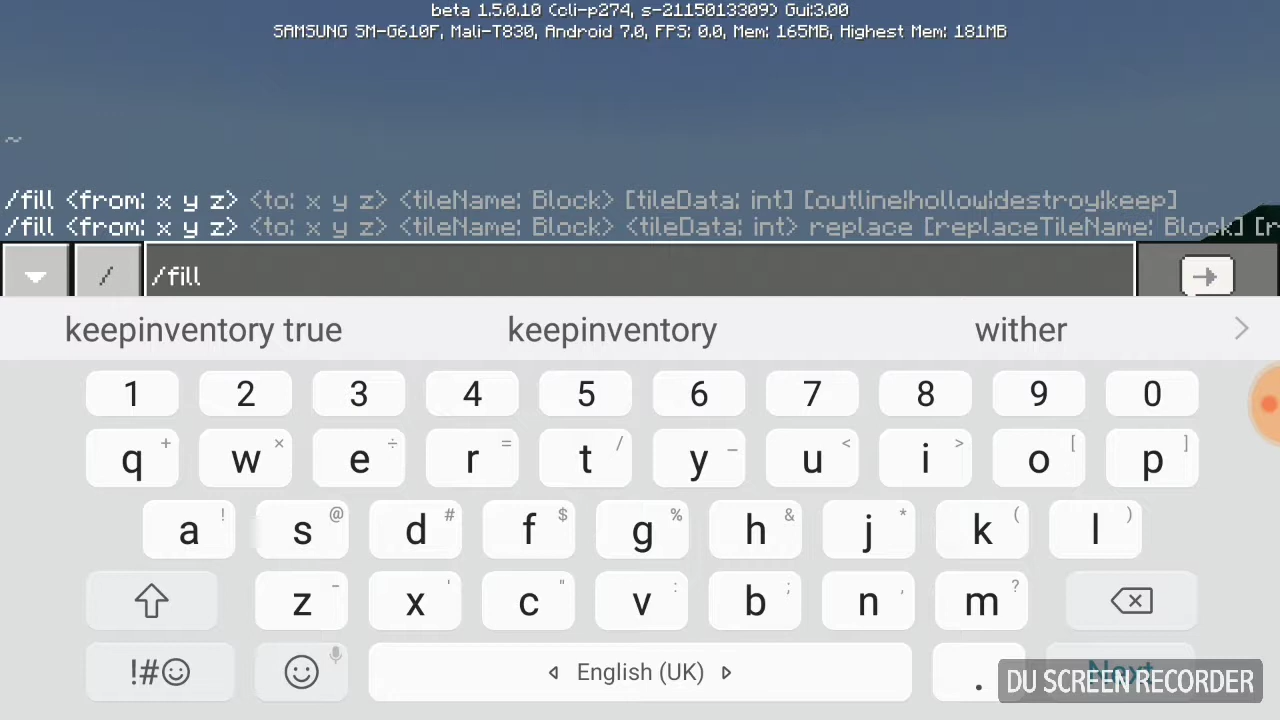 beta 1.5.0.10 (cli-p274, s-2115013309) Gui:3.00
SAMSUNG SM-G610F, Mali-T830, Android 7.0, FPS: 0.0, Mem: 165MB, Highest Mem: 181MB
~
/fill <from: x y z> <to: x y z> <tileName: Block> [tileData: int] [outline|hollow|destroy|keep]
/fill <from: x y z> <to: x y z> <tileName: Block> <tileData: int> replace [replaceTileName: Block] [r
/ /fill
keepinventory true keepinventory wither
1 2 3 4 5 6 7 8 9 0
q + w × e ÷ r = t / y _ u < i > o [ p ]
a ! s @ d # f $ g % h & j * k ( l )
z - x ' c " v : b ; n , m ?
!#☺ English (UK) . Next
DU SCREEN RECORDER